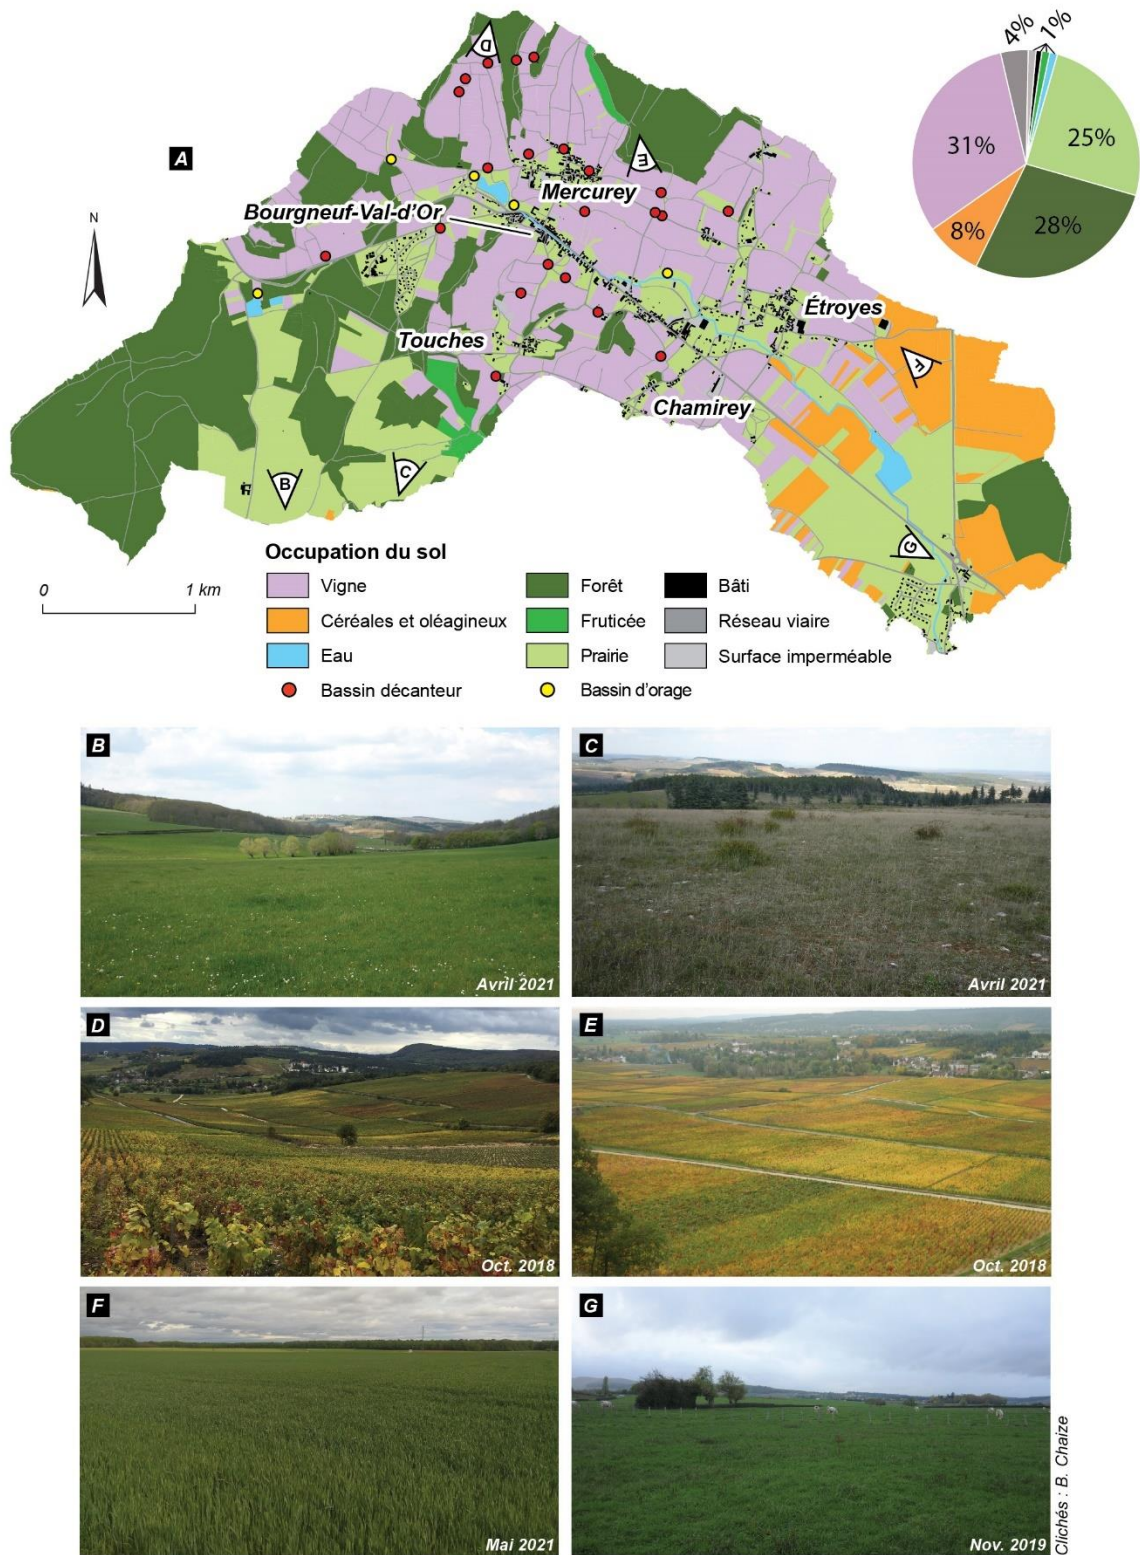 A
N
D
E
Mercurey
Bourgneuf-Val-d'Or
Étroyes
Touches
F
Chamirey
B
C
G
4%
1%
31%
25%
8%
28%
Occupation du sol
0 1 km
Vigne
Forêt
Bâti
Céréales et oléagineux
Fruticée
Réseau viaire
Eau
Prairie
Surface imperméable
Bassin décanteur
Bassin d'orage
B
Avril 2021
C
Avril 2021
D
Oct. 2018
E
Oct. 2018
F
Mai 2021
G
Nov. 2019
Clichés : B. Chaize